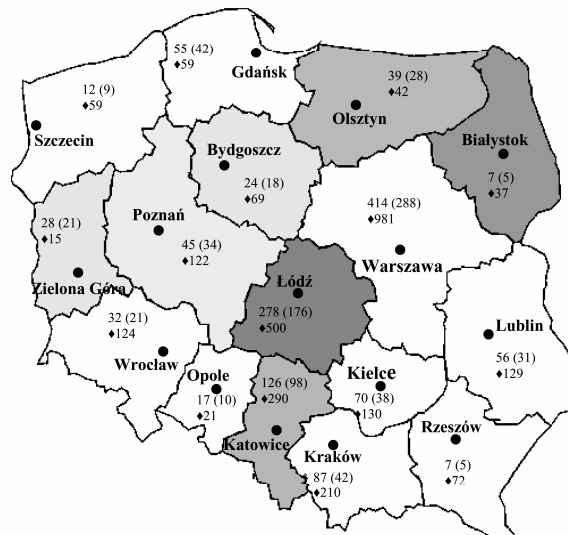 55 (42)
♦59
Gdańsk
12 (9)
♦59
Szczecin
39 (28)
♦42
Olsztyn
Białystok
7 (5)
♦37
Bydgoszcz
24 (18)
♦69
414 (288)
♦981
Warszawa
28 (21)
♦15
Zielona Góra
Poznań
45 (34)
♦122
Łódź
278 (176)
♦500
32 (21)
♦124
Wrocław
Lublin
56 (31)
♦129
Opole
17 (10)
♦21
126 (98)
♦290
Katowice
Kielce
70 (38)
♦130
Rzeszów
7 (5)
♦72
Kraków
87 (42)
♦210